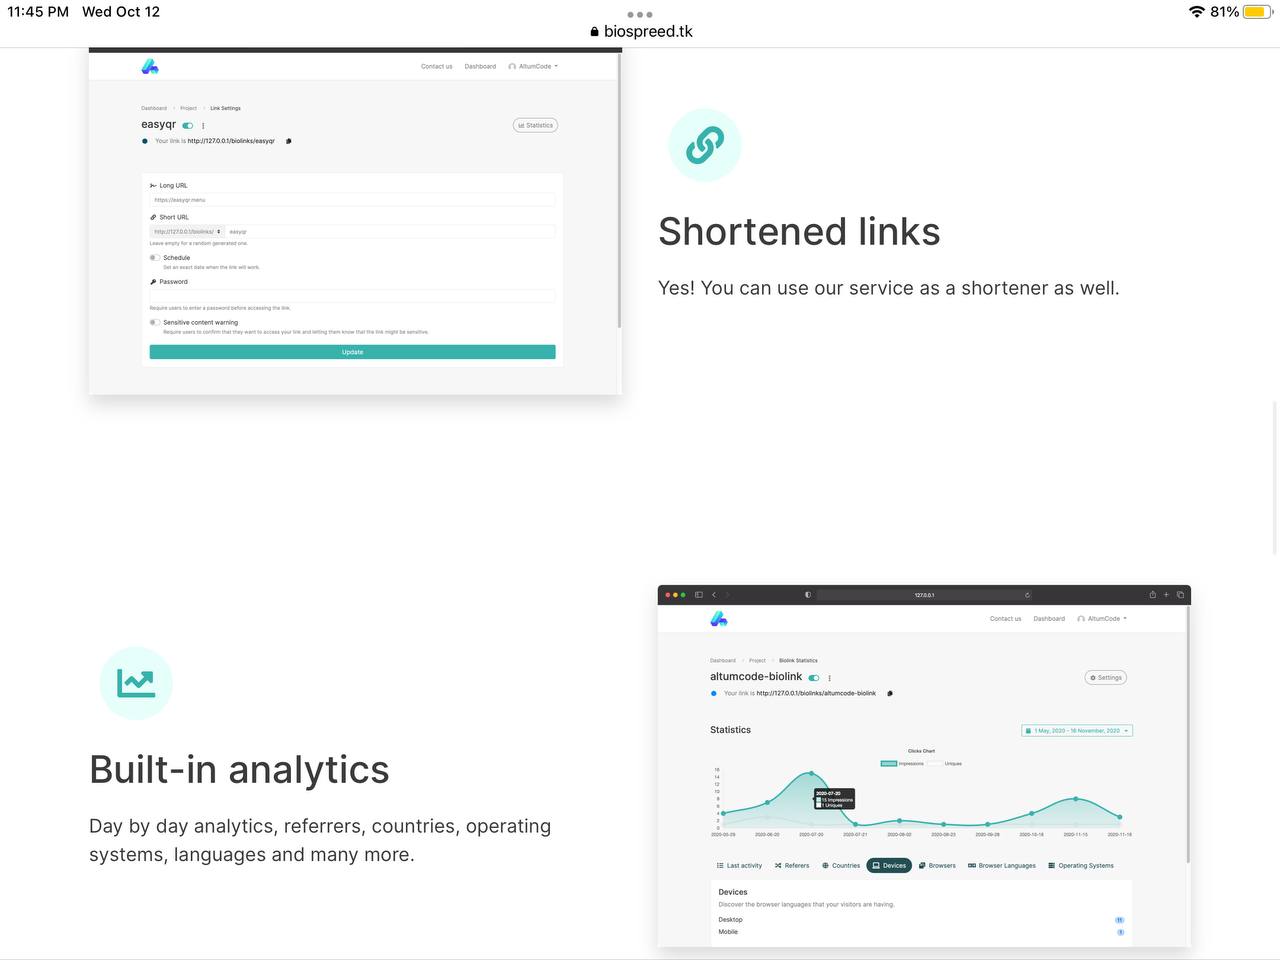 11:45 PM Wed Oct 12
81%
biospreed.tk
Contact us Dashboard AltumCode
Dashboard Project Link Settings
easyqr
Statistics
Your link is http://127.0.0.1/biolinks/easyqr
Long URL
https://easyqr.menu
Short URL
http://127.0.0.1/biolinks/ easyqr
Leave empty for a random generated one.
Schedule
Set an exact date when the link will work.
Password
Require users to enter a password before accessing the link.
Sensitive content warning
Require users to confirm that they want to access your link and letting them know that the link might be sensitive.
Update
Shortened links
Yes! You can use our service as a shortener as well.
Built-in analytics
Day by day analytics, referrers, countries, operating
systems, languages and many more.
127.0.0.1
Contact us Dashboard AltumCode
Dashboard Project Biolink Statistics
altumcode-biolink
Settings
Your link is http://127.0.0.1/biolinks/altumcode-biolink
Statistics
1 May, 2020 - 16 November, 2020
Clicks Chart
Impressions Uniques
16
14
12
10
8
6
4
2
0
2020-07-20
15 Impressions
1 Uniques
2020-05-29 2020-06-20 2020-07-20 2020-07-21 2020-08-02 2020-08-23 2020-09-28 2020-10-18 2020-11-15 2020-11-16
Last activity Referers Countries Devices Browsers Browser Languages Operating Systems
Devices
Discover the browser languages that your visitors are having.
Desktop 11
Mobile 1